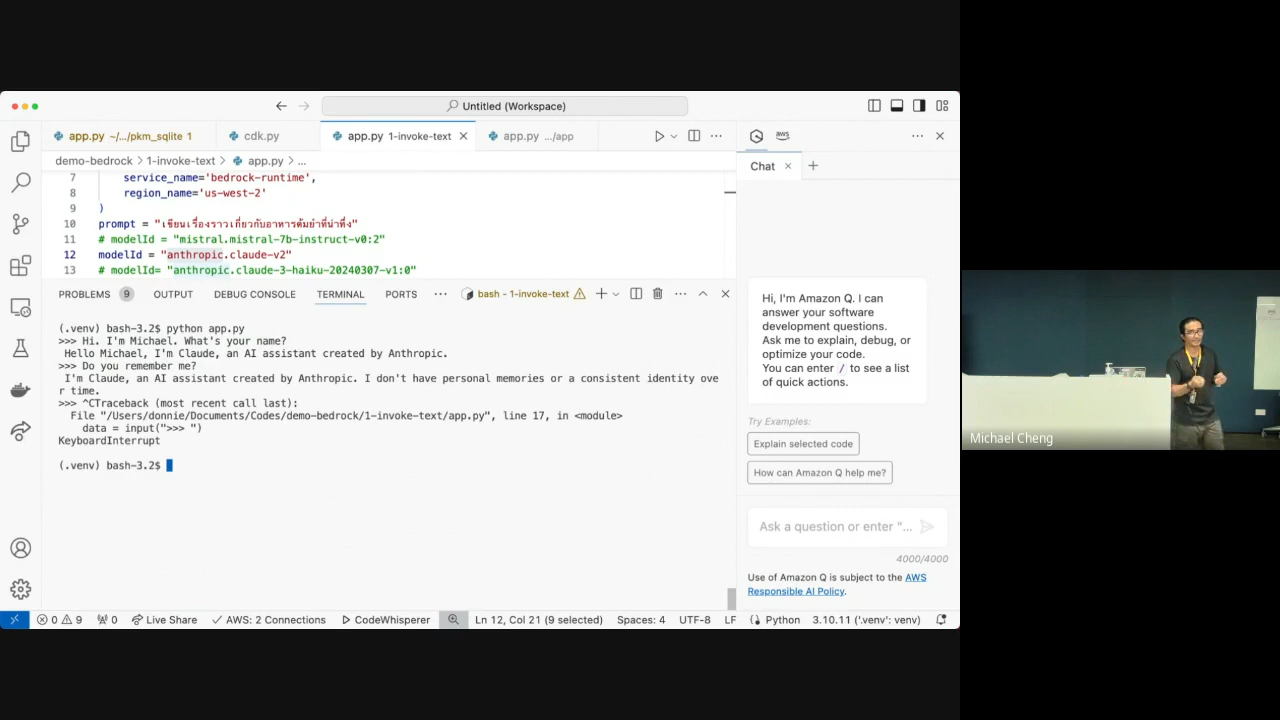 Untitled (Workspace)
app.py ~/.../pkm_sqlite 1
cdk.py
app.py 1-invoke-text
app.py .../app
demo-bedrock > 1-invoke-text > app.py > ...
7 service_name='bedrock-runtime',
8 region_name='us-west-2'
9 )
10 prompt = "เขียนเรื่องราวเกี่ยวกับอาหารต้มยำที่น่าทึ่ง"
11 # modelId = "mistral.mistral-7b-instruct-v0:2"
12 modelId = "anthropic.claude-v2"
13 # modelId= "anthropic.claude-3-haiku-20240307-v1:0"
PROBLEMS 9 OUTPUT DEBUG CONSOLE TERMINAL PORTS ... bash - 1-invoke-text
(.venv) bash-3.2$ python app.py
>>> Hi. I'm Michael. What's your name?
Hello Michael, I'm Claude, an AI assistant created by Anthropic.
>>> Do you remember me?
I'm Claude, an AI assistant created by Anthropic. I don't have personal memories or a consistent identity ove
r time.
>>> ^CTraceback (most recent call last):
File "/Users/donnie/Documents/Codes/demo-bedrock/1-invoke-text/app.py", line 17, in <module>
data = input(">>> ")
KeyboardInterrupt
(.venv) bash-3.2$
aws
Chat
Hi, I'm Amazon Q. I can
answer your software
development questions.
Ask me to explain, debug, or
optimize your code.
You can enter / to see a list
of quick actions.
Try Examples:
Explain selected code
How can Amazon Q help me?
Ask a question or enter "...
4000/4000
Use of Amazon Q is subject to the AWS
Responsible AI Policy.
0 9 0 Live Share AWS: 2 Connections CodeWhisperer Ln 12, Col 21 (9 selected) Spaces: 4 UTF-8 LF Python 3.10.11 ('.venv': venv)
Michael Cheng